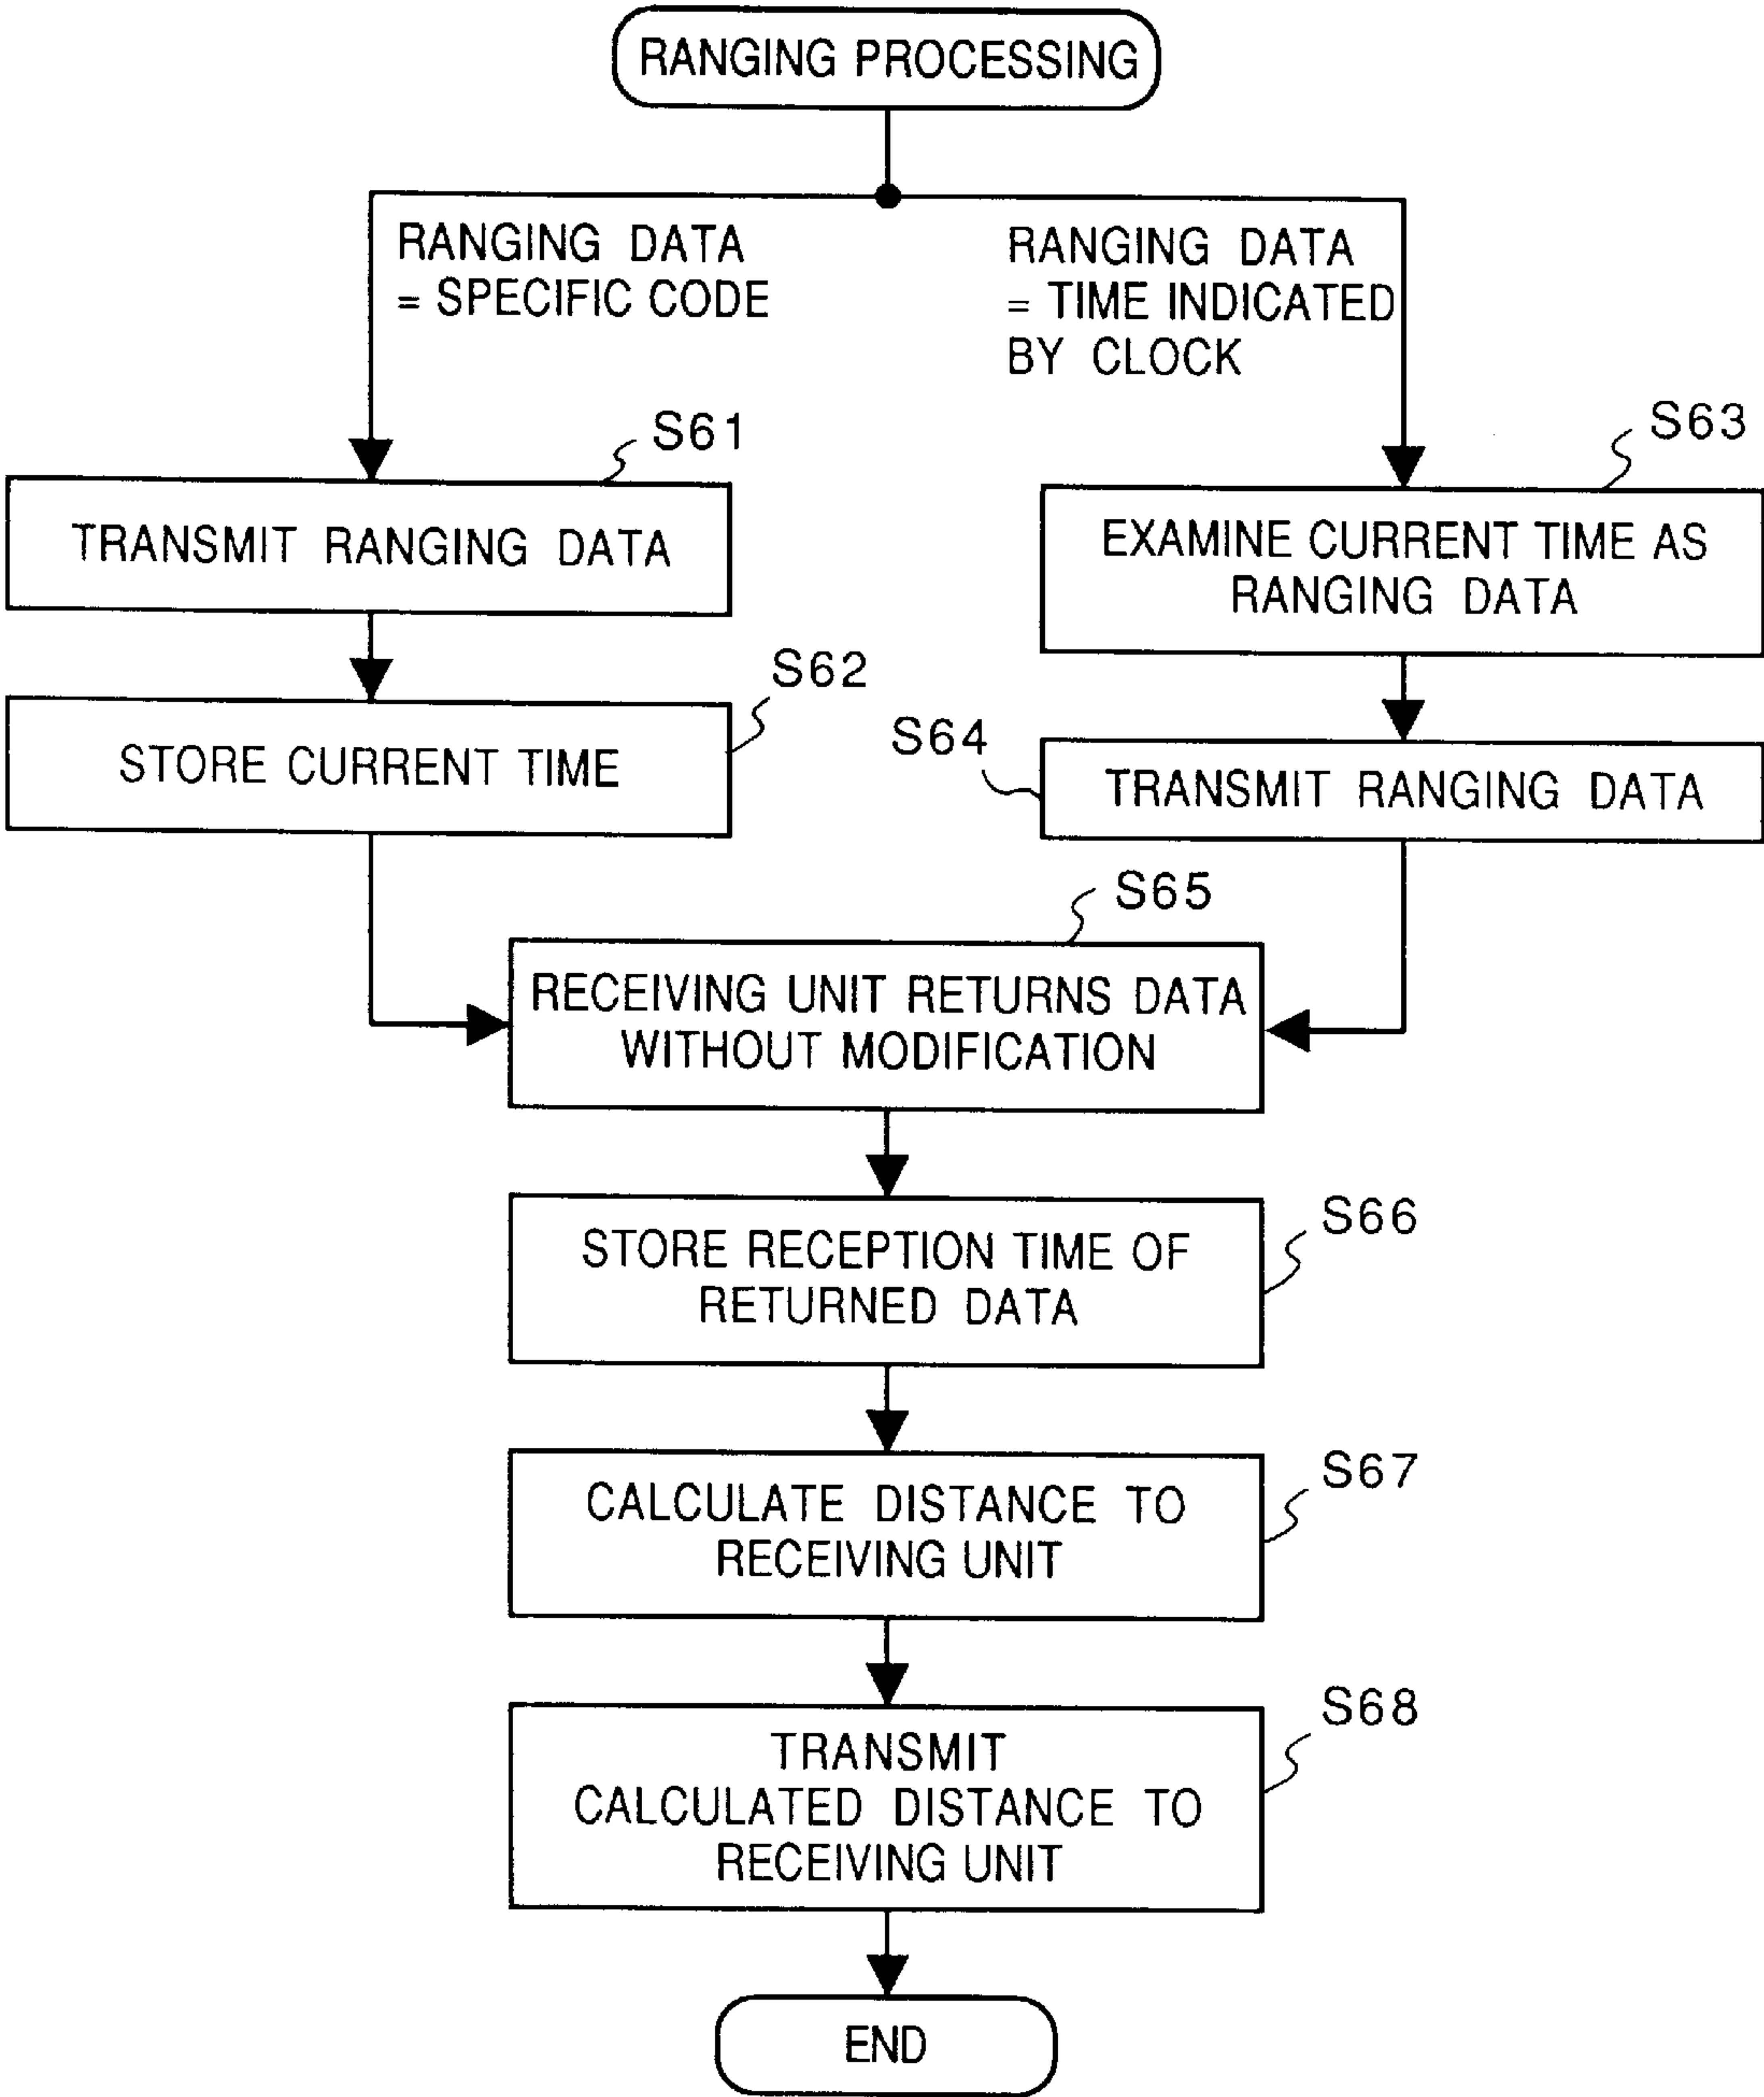 RANGING PROCESSING
RANGING DATA
= SPECIFIC CODE
RANGING DATA
= TIME INDICATED
BY CLOCK
S61
TRANSMIT RANGING DATA
S63
EXAMINE CURRENT TIME AS
RANGING DATA
S62
STORE CURRENT TIME
S64
TRANSMIT RANGING DATA
S65
RECEIVING UNIT RETURNS DATA
WITHOUT MODIFICATION
S66
STORE RECEPTION TIME OF
RETURNED DATA
S67
CALCULATE DISTANCE TO
RECEIVING UNIT
S68
TRANSMIT
CALCULATED DISTANCE TO
RECEIVING UNIT
END